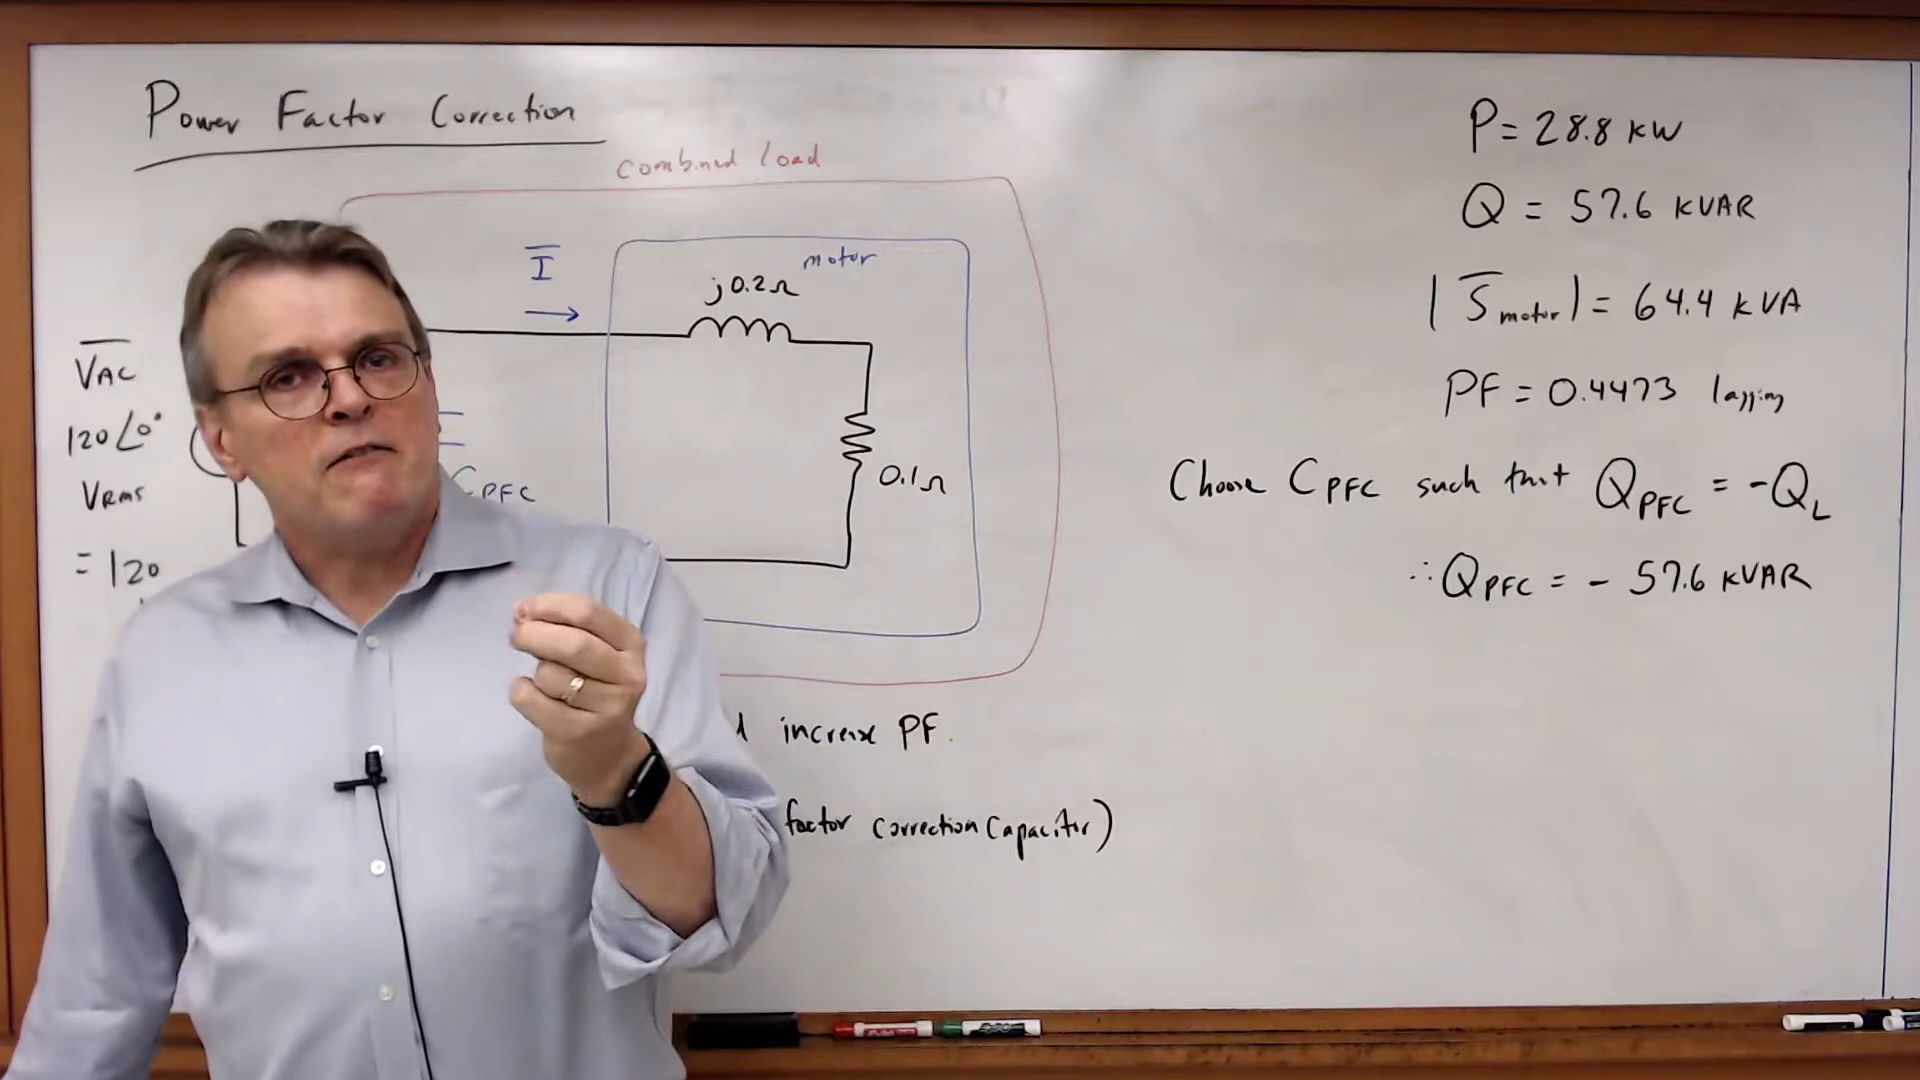 Power Factor Correction
combined load
I
motor
j0.2Ω
VAC
120∠0°
VRMS
= 120
CPFC
0.1Ω
increase PF.
factor correction capacitor)
P = 28.8 KW
Q = 57.6 KVAR
|S motor| = 64.4 KVA
PF = 0.4473 lagging
Choose CPFC such that QPFC = -QL
∴ QPFC = - 57.6 KVAR